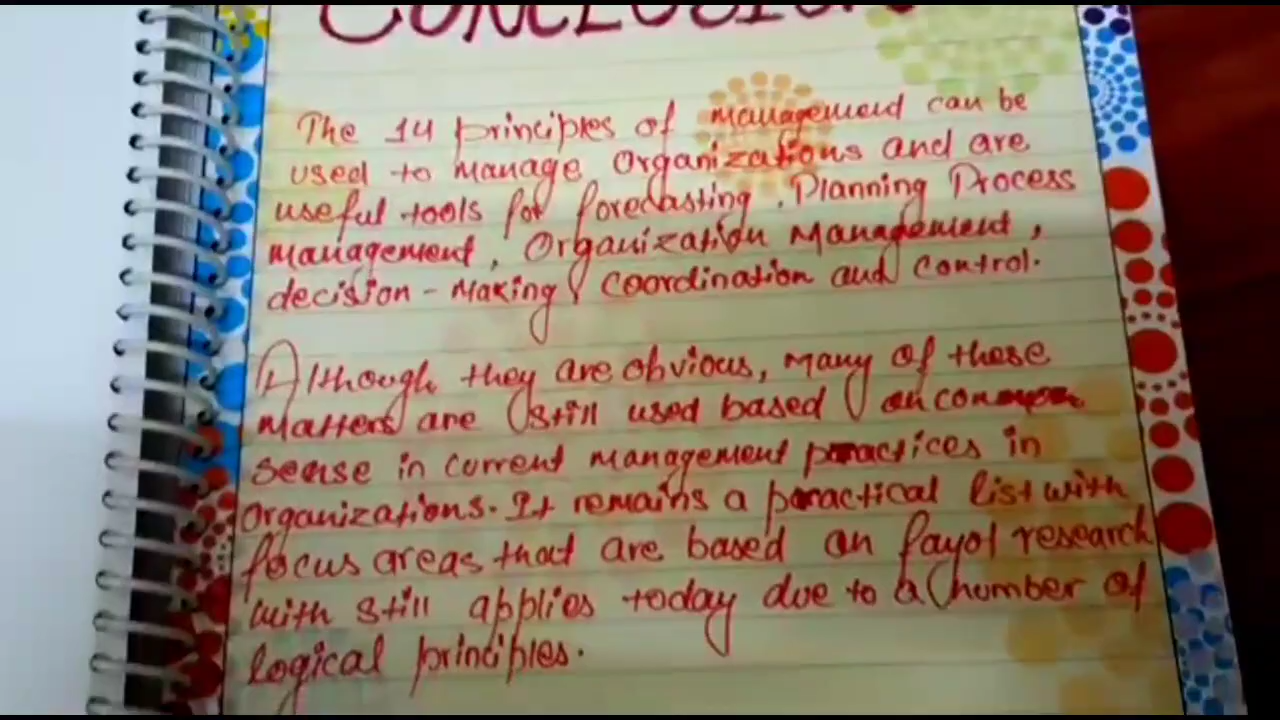 CONCLUSION
The 14 principles of management can be
used to manage organizations and are
useful tools for forecasting, Planning Process
management, Organization Management,
decision-Making, coordination and control.
Although they are obvious, many of these
matters are still used based on common
sense in current management practices in
organizations. It remains a practical list with
focus areas that are based on fayol research
with still applies today due to a number of
logical principles.